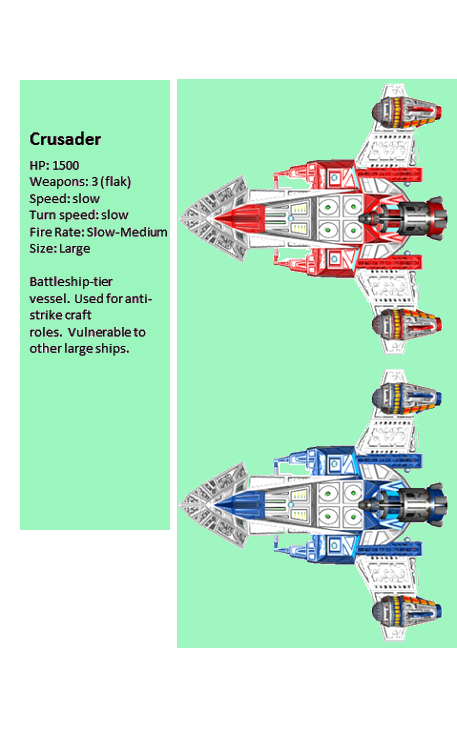 Crusader
HP: 1500
Weapons: 3 (flak)
Speed: slow
Turn speed: slow
Fire Rate: Slow-Medium
Size: Large
Battleship-tier
vessel. Used for anti-
strike craft
roles. Vulnerable to
other large ships.